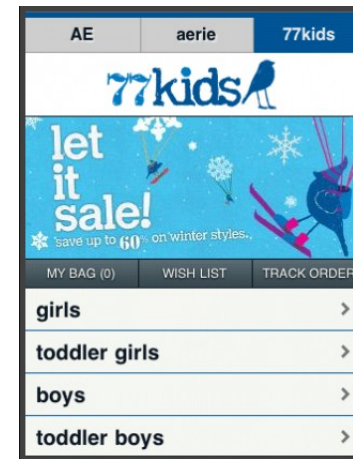 AE aerie 77kids
77kids
let
it
sale!
save up to 60% on winter styles.
MY BAG (0) WISH LIST TRACK ORDER
girls
toddler girls
boys
toddler boys